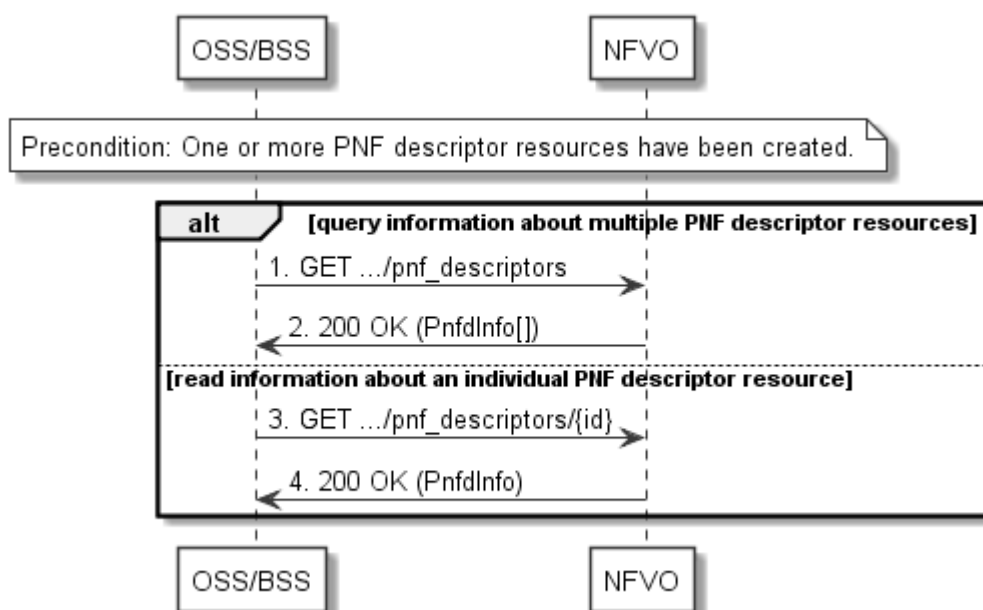 OSS/BSS
NFVO
Precondition: One or more PNF descriptor resources have been created.
alt
[query information about multiple PNF descriptor resources]
1. GET .../pnf_descriptors
2. 200 OK (PnfdInfo[])
[read information about an individual PNF descriptor resource]
3. GET .../pnf_descriptors/{id}
4. 200 OK (PnfdInfo)
OSS/BSS
NFVO